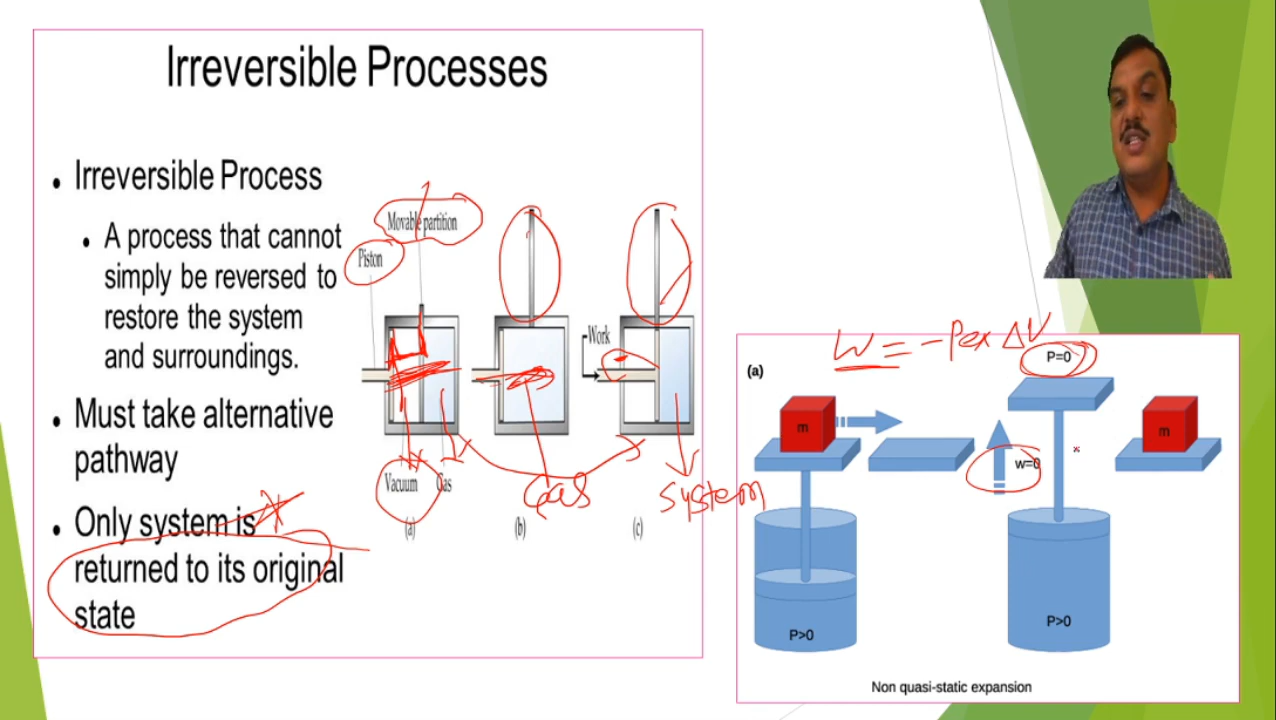 Irreversible Processes
• Irreversible Process
• A process that cannot
simply be reversed to
restore the system
and surroundings.
• Must take alternative
pathway
• Only system is
returned to its original
state
Movable partition
Piston
Work
Vacuum
Gas
Gas
System
(a)
(b)
(c)
W = -Pex ΔV
P=0
(a)
m
m
w=0
P>0
P>0
Non quasi-static expansion